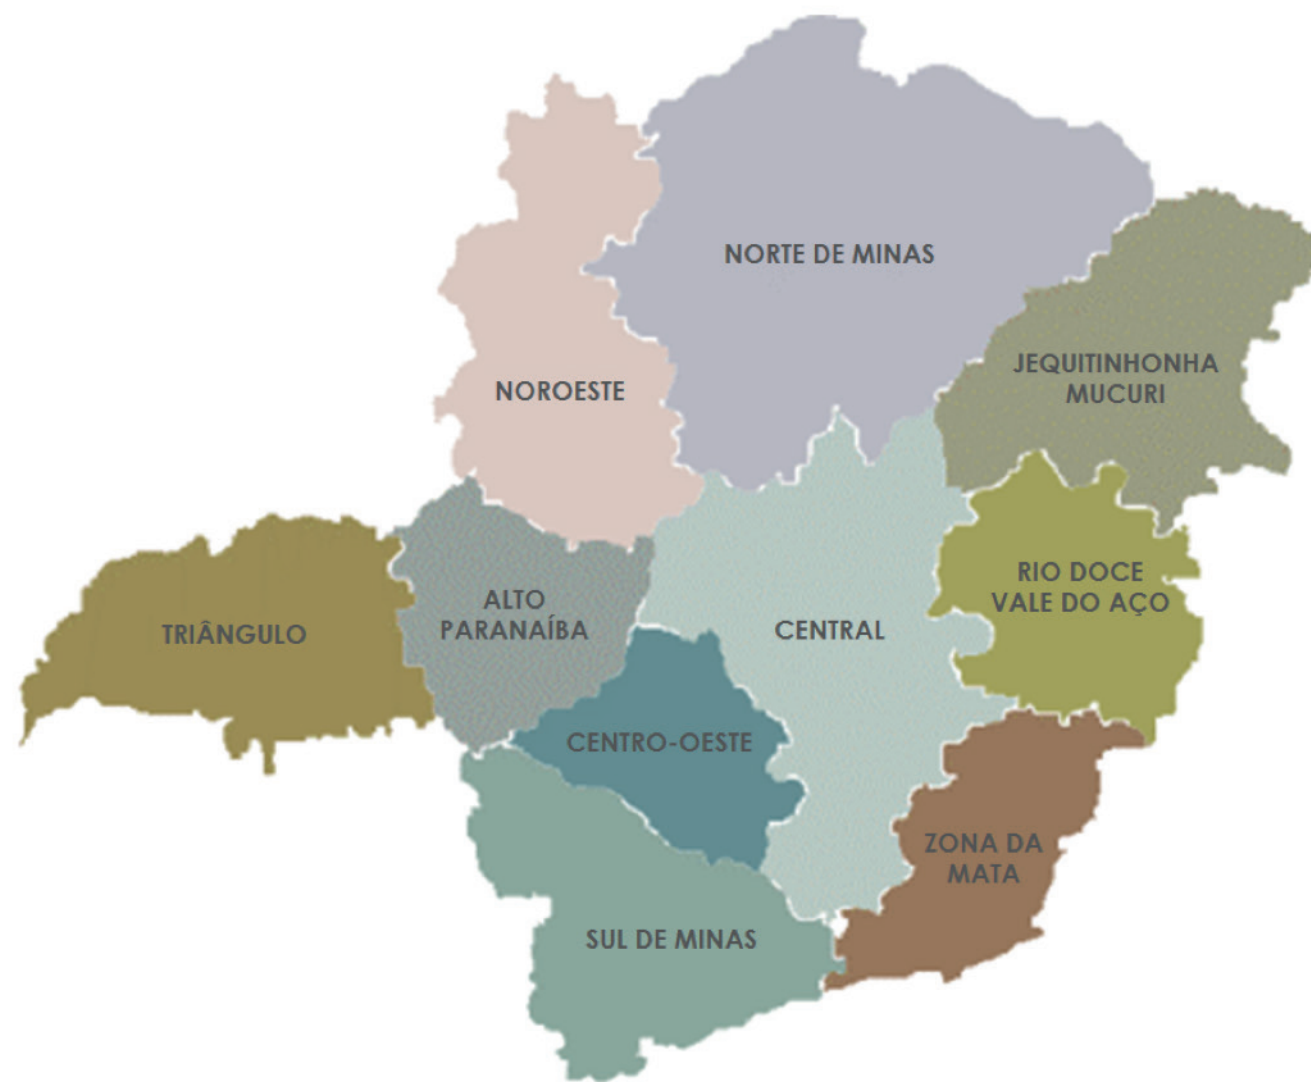 NORTE DE MINAS
JEQUITINHONHA
MUCURI
NOROESTE
RIO DOCE
VALE DO AÇO
ALTO
PARANAÍBA
TRIÂNGULO
CENTRAL
CENTRO-OESTE
ZONA DA
MATA
SUL DE MINAS